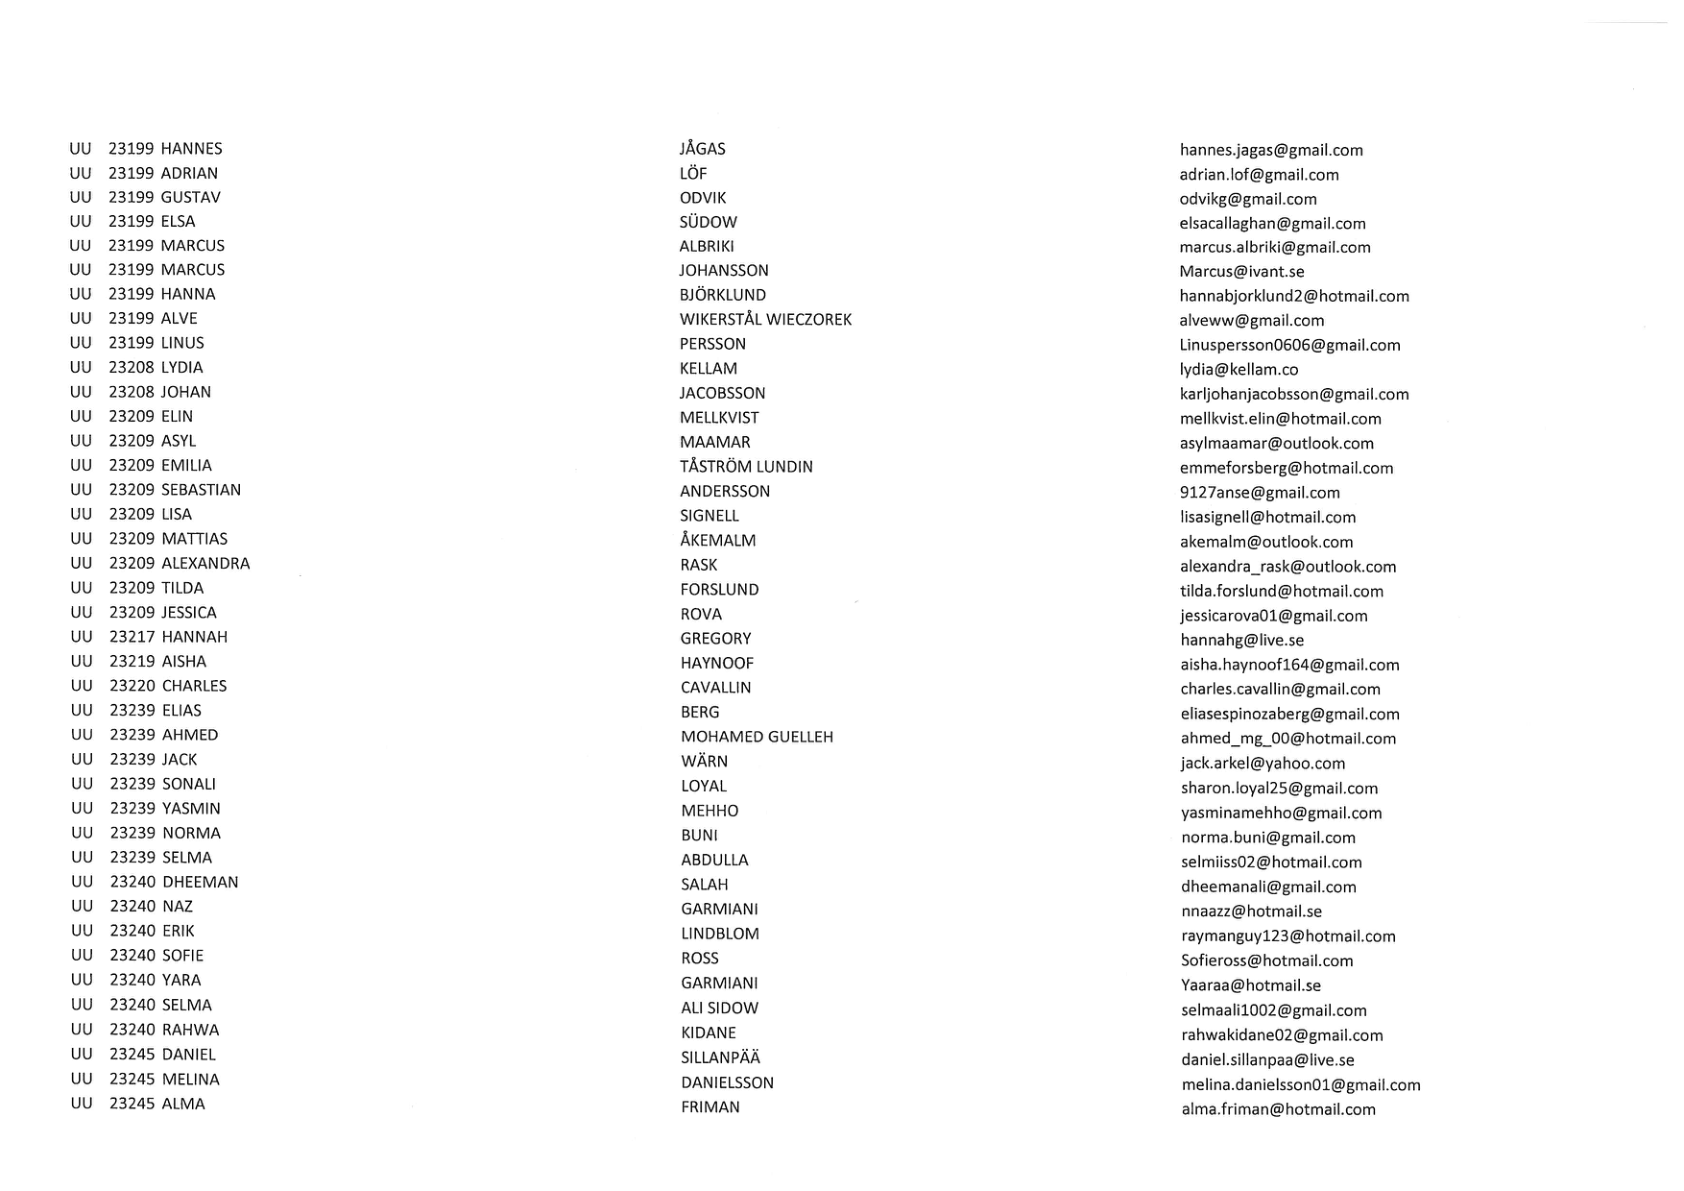 UU 23199 HANNES JÅGAS hannes.jagas@gmail.com
UU 23199 ADRIAN LÖF adrian.lof@gmail.com
UU 23199 GUSTAV ODVIK odvikg@gmail.com
UU 23199 ELSA SÜDOW elsacallaghan@gmail.com
UU 23199 MARCUS ALBRIKI marcus.albriki@gmail.com
UU 23199 MARCUS JOHANSSON Marcus@ivant.se
UU 23199 HANNA BJÖRKLUND hannabjorklund2@hotmail.com
UU 23199 ALVE WIKERSTÅL WIECZOREK alveww@gmail.com
UU 23199 LINUS PERSSON Linuspersson0606@gmail.com
UU 23208 LYDIA KELLAM lydia@kellam.co
UU 23208 JOHAN JACOBSSON karljohanjacobsson@gmail.com
UU 23209 ELIN MELLKVIST mellkvist.elin@hotmail.com
UU 23209 ASYL MAAMAR asylmaamar@outlook.com
UU 23209 EMILIA TÅSTRÖM LUNDIN emmeforsberg@hotmail.com
UU 23209 SEBASTIAN ANDERSSON 9127anse@gmail.com
UU 23209 LISA SIGNELL lisasignell@hotmail.com
UU 23209 MATTIAS ÅKEMALM akemalm@outlook.com
UU 23209 ALEXANDRA RASK alexandra_rask@outlook.com
UU 23209 TILDA FORSLUND tilda.forslund@hotmail.com
UU 23209 JESSICA ROVA jessicarova01@gmail.com
UU 23217 HANNAH GREGORY hannahg@live.se
UU 23219 AISHA HAYNOOF aisha.haynoof164@gmail.com
UU 23220 CHARLES CAVALLIN charles.cavallin@gmail.com
UU 23239 ELIAS BERG eliasespinozaberg@gmail.com
UU 23239 AHMED MOHAMED GUELLEH ahmed_mg_00@hotmail.com
UU 23239 JACK WÄRN jack.arkel@yahoo.com
UU 23239 SONALI LOYAL sharon.loyal25@gmail.com
UU 23239 YASMIN MEHHO yasminamehho@gmail.com
UU 23239 NORMA BUNI norma.buni@gmail.com
UU 23239 SELMA ABDULLA selmiiss02@hotmail.com
UU 23240 DHEEMAN SALAH dheemanali@gmail.com
UU 23240 NAZ GARMIANI nnaazz@hotmail.se
UU 23240 ERIK LINDBLOM raymanguy123@hotmail.com
UU 23240 SOFIE ROSS Sofieross@hotmail.com
UU 23240 YARA GARMIANI Yaaraa@hotmail.se
UU 23240 SELMA ALI SIDOW selmaali1002@gmail.com
UU 23240 RAHWA KIDANE rahwakidane02@gmail.com
UU 23245 DANIEL SILLANPÄÄ daniel.sillanpaa@live.se
UU 23245 MELINA DANIELSSON melina.danielsson01@gmail.com
UU 23245 ALMA FRIMAN alma.friman@hotmail.com